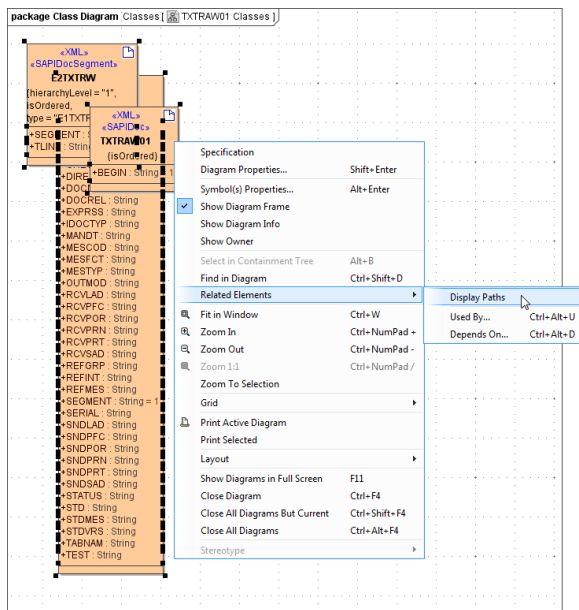 package Class Diagram Classes [ TXTRAW01 Classes ]
«XML»
«SAPIDocSegment»
E2TXTRW
{hierarchyLevel = "1",
isOrdered,
type = "E1TXTR
+SEGMENT :
+TLIN : Strin
«XML»
«SAPIDoc»
TXTRAW01
{isOrdered}
+BEGIN : String = 1
+DIRE
+DOC
+DOCREL : String
+EXPRSS : String
+IDOCTYP : String
+MANDT : String
+MESCOD : String
+MESFCT : String
+MESTYP : String
+OUTMOD : String
+RCVLAD : String
+RCVPFC : String
+RCVPOR : String
+RCVPRN : String
+RCVPRT : String
+RCVSAD : String
+REFGRP : String
+REFINT : String
+REFMES : String
+SEGMENT : String = 1
+SERIAL : String
+SNDLAD : String
+SNDPFC : String
+SNDPOR : String
+SNDPRN : String
+SNDPRT : String
+SNDSAD : String
+STATUS : String
+STD : String
+STDMES : String
+STDVRS : String
+TABNAM : String
+TEST : String
Specification
Diagram Properties... Shift+Enter
Symbol(s) Properties... Alt+Enter
Show Diagram Frame
Show Diagram Info
Show Owner
Select in Containment Tree Alt+B
Find in Diagram Ctrl+Shift+D
Related Elements
Fit in Window Ctrl+W
Zoom In Ctrl+NumPad +
Zoom Out Ctrl+NumPad -
Zoom 1:1 Ctrl+NumPad /
Zoom To Selection
Grid
Print Active Diagram
Print Selected
Layout
Show Diagrams in Full Screen F11
Close Diagram Ctrl+F4
Close All Diagrams But Current Ctrl+Shift+F4
Close All Diagrams Ctrl+Alt+F4
Stereotype
Display Paths
Used By... Ctrl+Alt+U
Depends On... Ctrl+Alt+D